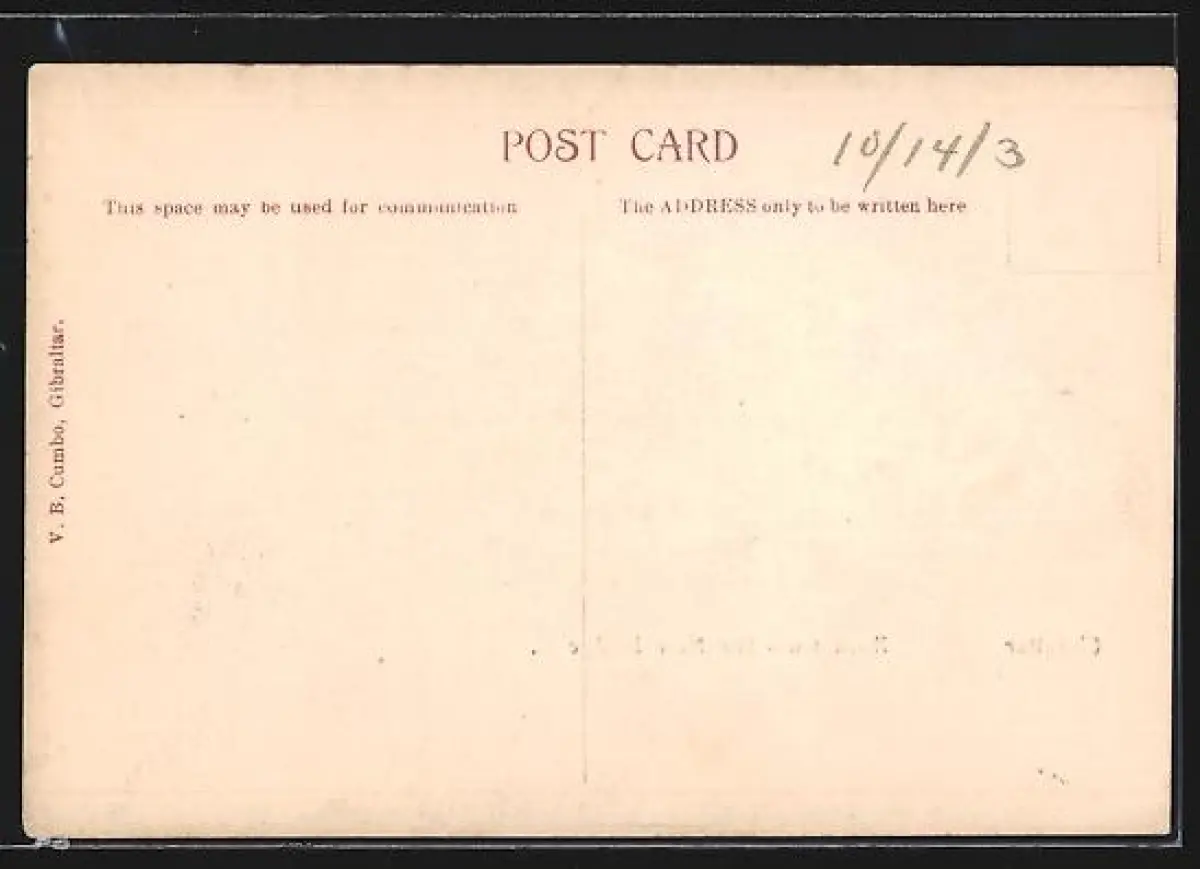 POST CARD
10/14/3
This space may be used for communication
The ADDRESS only to be written here
V. B. Cumbo, Gibraltar.